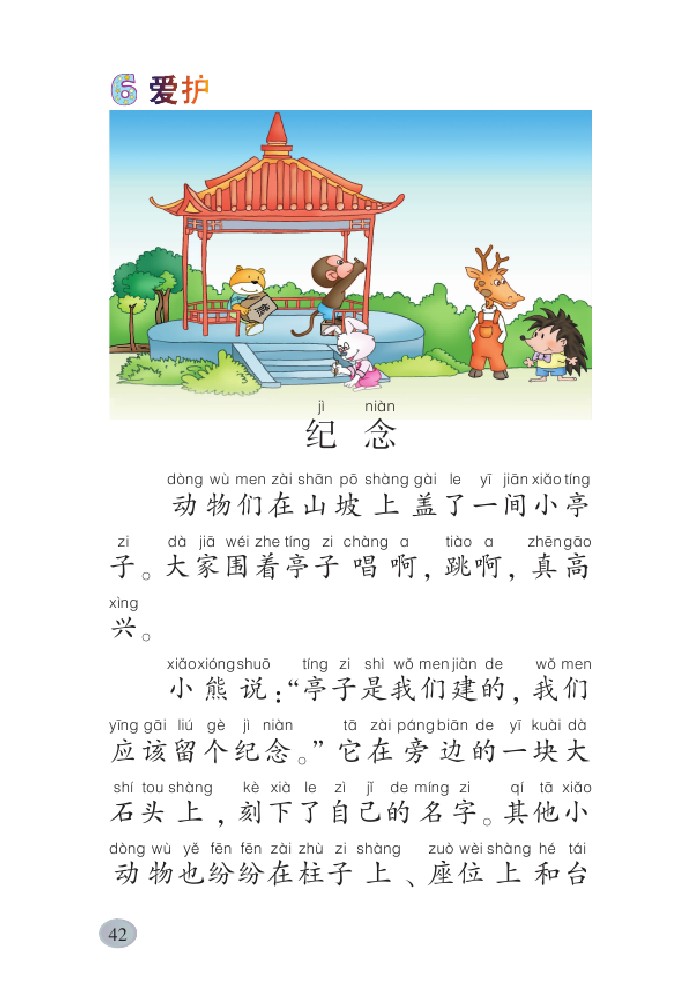 6 爱护
jì niàn
纪念
dòng wù men zài shān pō shàng gài le yī jiān xiǎo tíng
动物们在山坡上盖了一间小亭
zi dà jiā wéi zhe tíng zi chàng a tiào a zhēn gāo
子。大家围着亭子唱啊，跳啊，真高
xìng
兴。
xiǎo xióng shuō tíng zi shì wǒ men jiàn de wǒ men
小熊说：“亭子是我们建的，我们
yīng gāi liú gè jì niàn tā zài páng biān de yī kuài dà
应该留个纪念。”它在旁边的一块大
shí tou shàng kè xià le zì jǐ de míng zi qí tā xiǎo
石头上，刻下了自己的名字。其他小
dòng wù yě fēn fēn zài zhù zi shàng zuò wèi shàng hé tái
动物也纷纷在柱子上、座位上和台
42